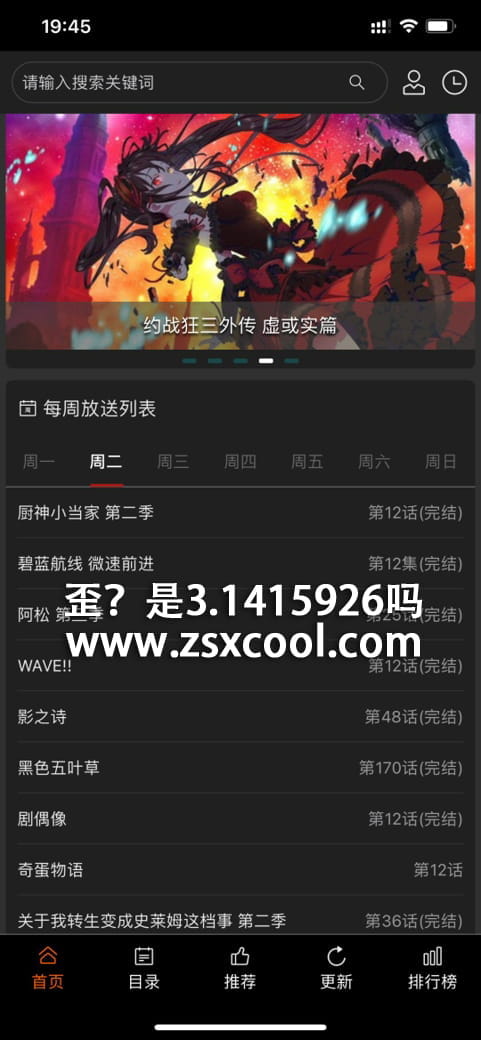 19:45
请输入搜索关键词
约战狂三外传 虚或实篇
每周放送列表
周一 周二 周三 周四 周五 周六 周日
厨神小当家 第二季 第12话(完结)
碧蓝航线 微速前进 第12集(完结)
歪？是3.1415926吗
阿松 第三季 第25话(完结)
www.zsxcool.com
WAVE!! 第12话(完结)
影之诗 第48话(完结)
黑色五叶草 第170话(完结)
剧偶像 第12话(完结)
奇蛋物语 第12话
关于我转生变成史莱姆这档事 第二季 第36话(完结)
首页 目录 推荐 更新 排行榜